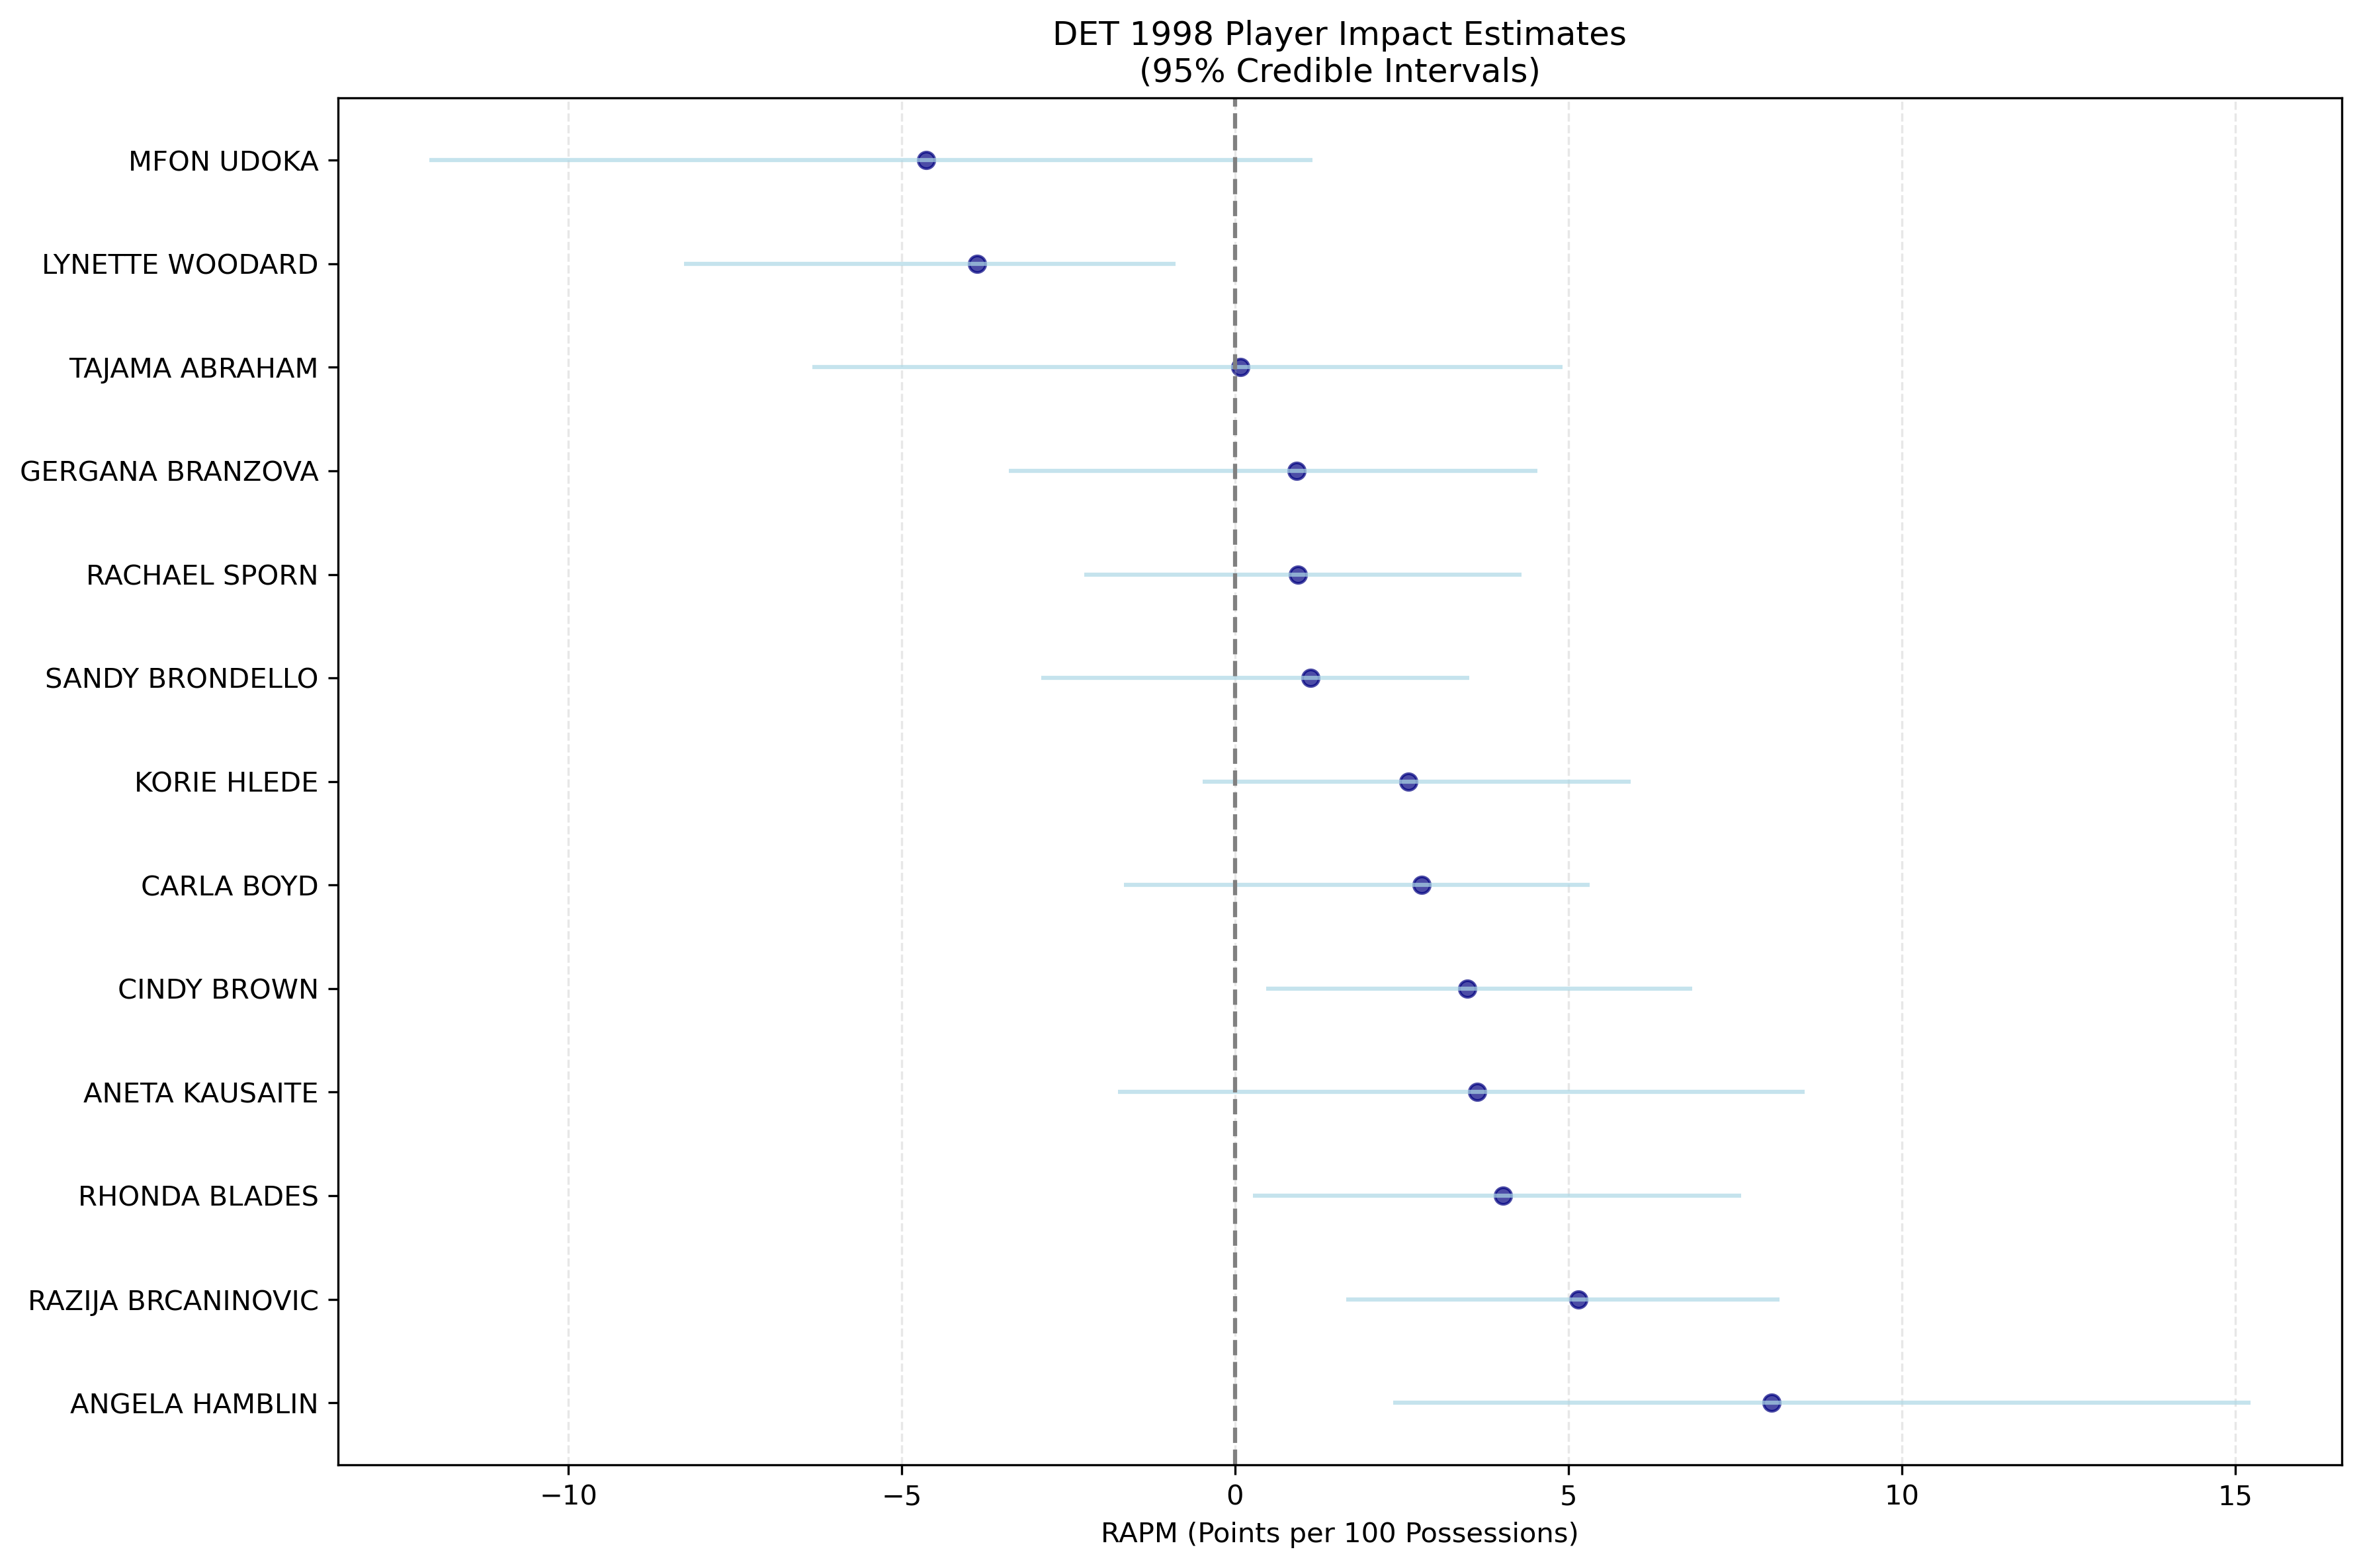 DET 1998 Player Impact Estimates
(95% Credible Intervals)
MFON UDOKA
LYNETTE WOODARD
TAJAMA ABRAHAM
GERGANA BRANZOVA
RACHAEL SPORN
SANDY BRONDELLO
KORIE HLEDE
CARLA BOYD
CINDY BROWN
ANETA KAUSAITE
RHONDA BLADES
RAZIJA BRCANINOVIC
ANGELA HAMBLIN
−10 −5 0 5 10 15
RAPM (Points per 100 Possessions)